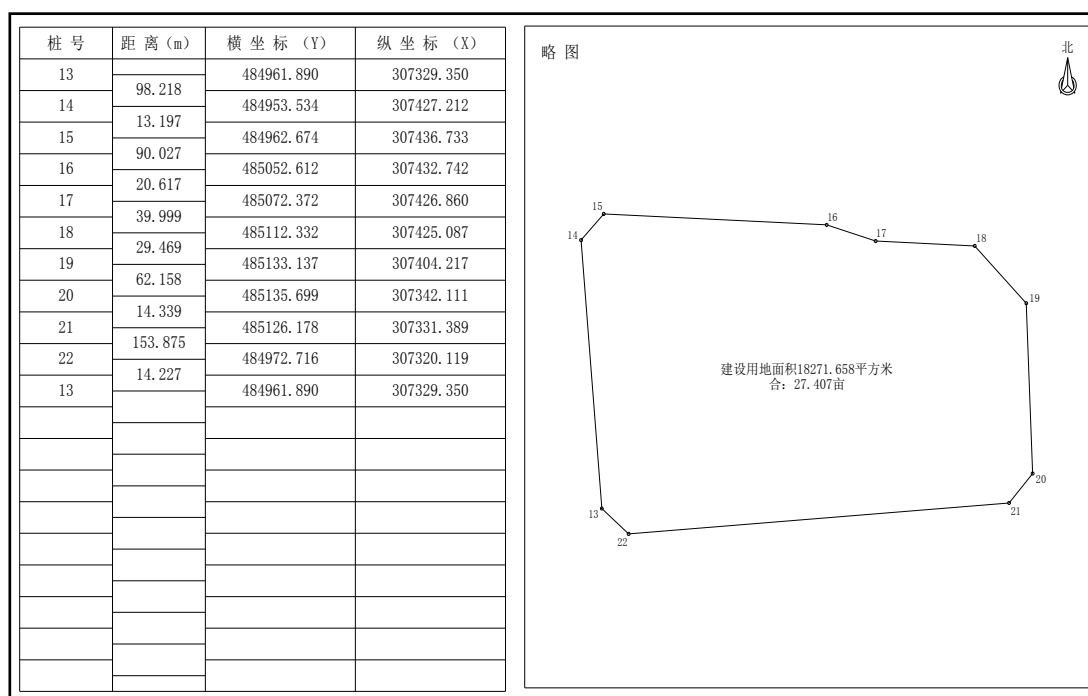 桩 号 距 离 (m) 横 坐 标 (Y) 纵 坐 标 (X)
13 484961.890 307329.350
98.218
14 484953.534 307427.212
13.197
15 484962.674 307436.733
90.027
16 485052.612 307432.742
20.617
17 485072.372 307426.860
39.999
18 485112.332 307425.087
29.469
19 485133.137 307404.217
62.158
20 485135.699 307342.111
14.339
21 485126.178 307331.389
153.875
22 484972.716 307320.119
14.227
13 484961.890 307329.350
略 图
北
15
16
14
17
18
19
建设用地面积18271.658平方米
合: 27.407亩
20
13
21
22